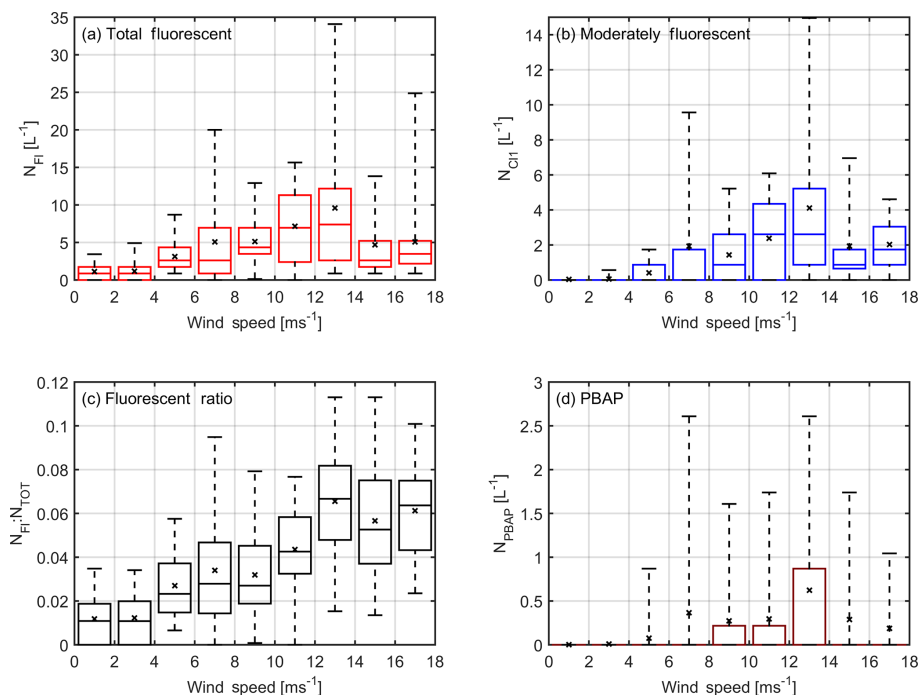 (a) Total fluorescent
35
30
25
20
15
10
5
0
N_Fl [L⁻¹]
0 2 4 6 8 10 12 14 16 18
Wind speed [ms⁻¹]
(b) Moderately fluorescent
14
12
10
8
6
4
2
0
N_Cl1 [L⁻¹]
0 2 4 6 8 10 12 14 16 18
Wind speed [ms⁻¹]
(c) Fluorescent ratio
0.12
0.1
0.08
0.06
0.04
0.02
0
N_Fl·N_TOT
0 2 4 6 8 10 12 14 16 18
Wind speed [ms⁻¹]
(d) PBAP
3
2.5
2
1.5
1
0.5
0
N_PBAP [L⁻¹]
0 2 4 6 8 10 12 14 16 18
Wind speed [ms⁻¹]